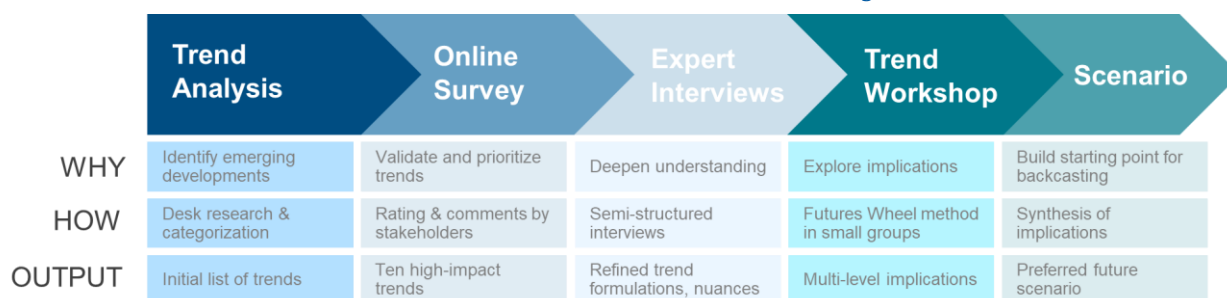 Trend
Analysis
Online
Survey
Expert
Interviews
Trend
Workshop
Scenario
WHY
Identify emerging
developments
Validate and prioritize
trends
Deepen understanding
Explore implications
Build starting point for
backcasting
HOW
Desk research &
categorization
Rating & comments by
stakeholders
Semi-structured
interviews
Futures Wheel method
in small groups
Synthesis of
implications
OUTPUT
Initial list of trends
Ten high-impact
trends
Refined trend
formulations, nuances
Multi-level implications
Preferred future
scenario